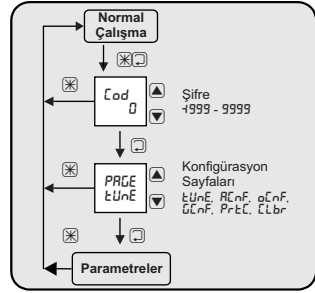 Normal
Çalışma
Cod
0
Şifre
-1999 - 9999
PAGE
tUnE
Konfigürasyon
Sayfaları
tUnE, ACnF, oCnF,
GCnF, PrtC, CLbr
Parametreler